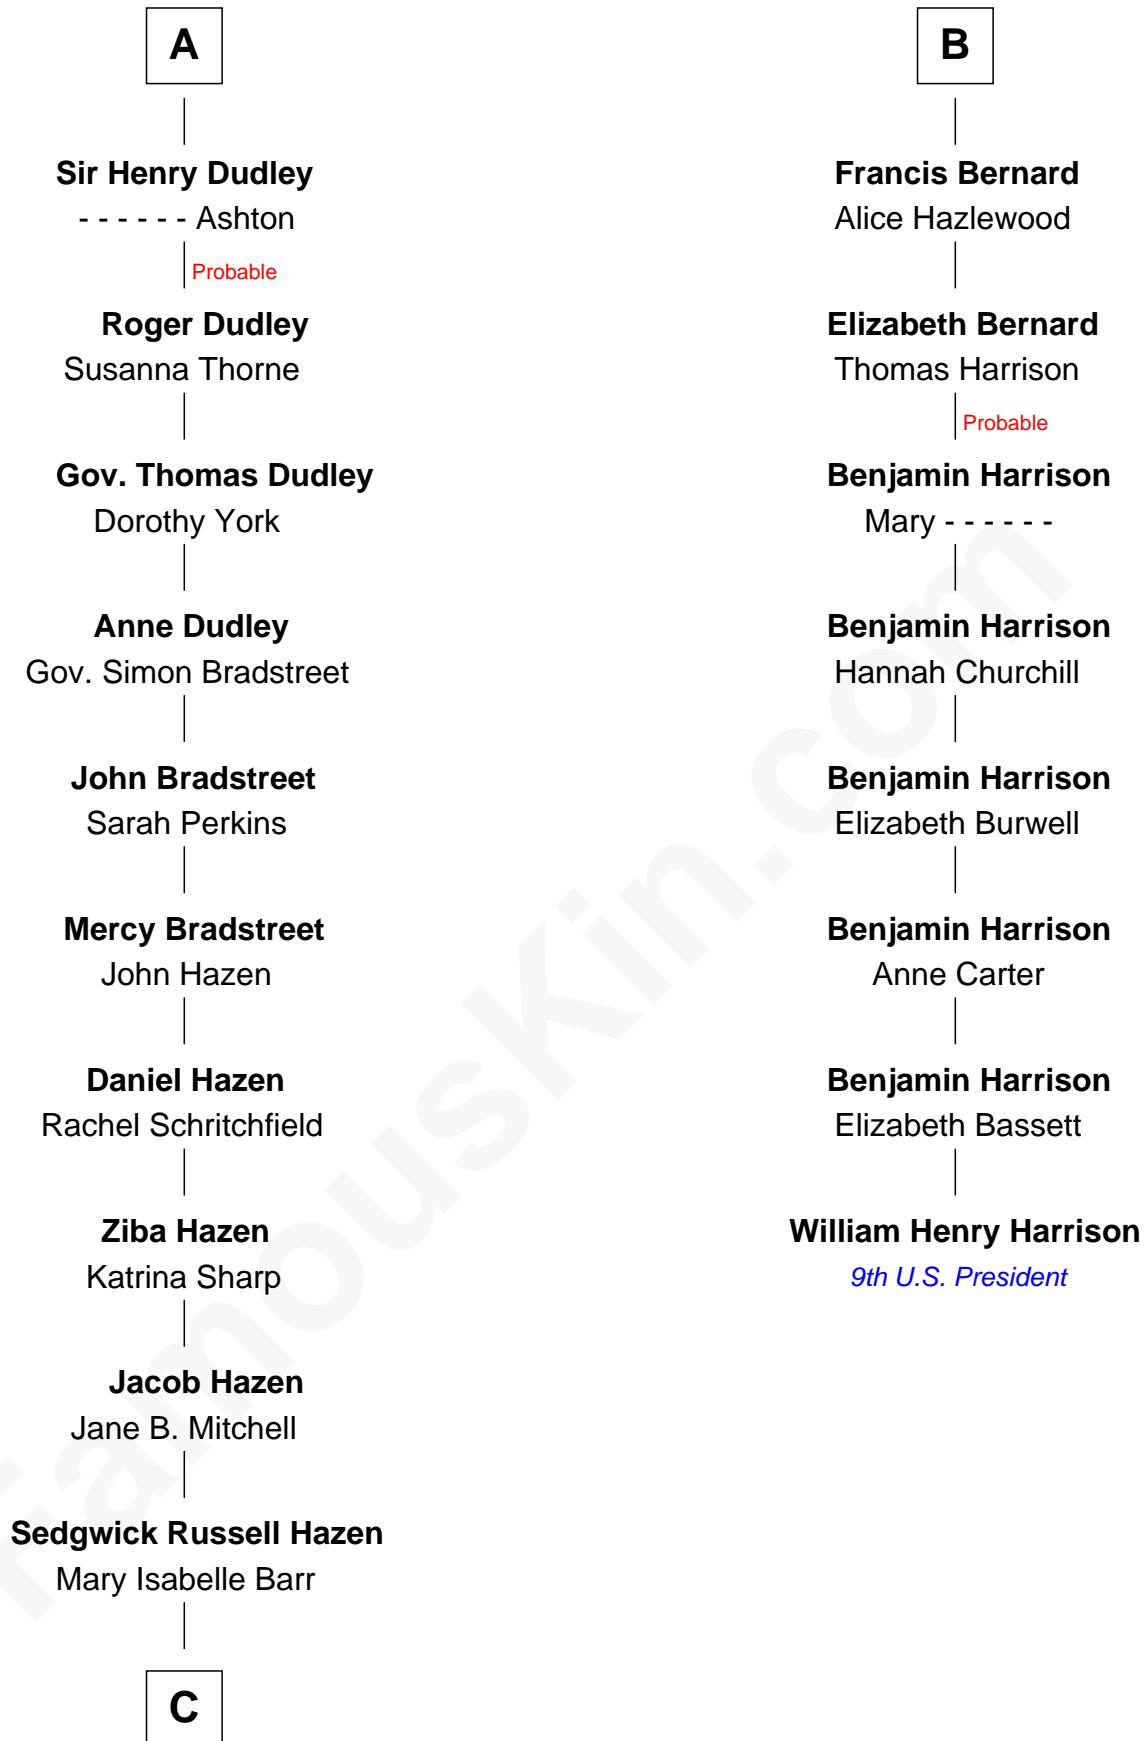 A
Sir Henry Dudley
- - - - - - Ashton
Probable
Roger Dudley
Susanna Thorne
Gov. Thomas Dudley
Dorothy York
Anne Dudley
Gov. Simon Bradstreet
John Bradstreet
Sarah Perkins
Mercy Bradstreet
John Hazen
Daniel Hazen
Rachel Schritchfield
Ziba Hazen
Katrina Sharp
Jacob Hazen
Jane B. Mitchell
Sedgwick Russell Hazen
Mary Isabelle Barr
C
B
Francis Bernard
Alice Hazlewood
Elizabeth Bernard
Thomas Harrison
Probable
Benjamin Harrison
Mary - - - - - -
Benjamin Harrison
Hannah Churchill
Benjamin Harrison
Elizabeth Burwell
Benjamin Harrison
Anne Carter
Benjamin Harrison
Elizabeth Bassett
William Henry Harrison
9th U.S. President
FamousKin.com